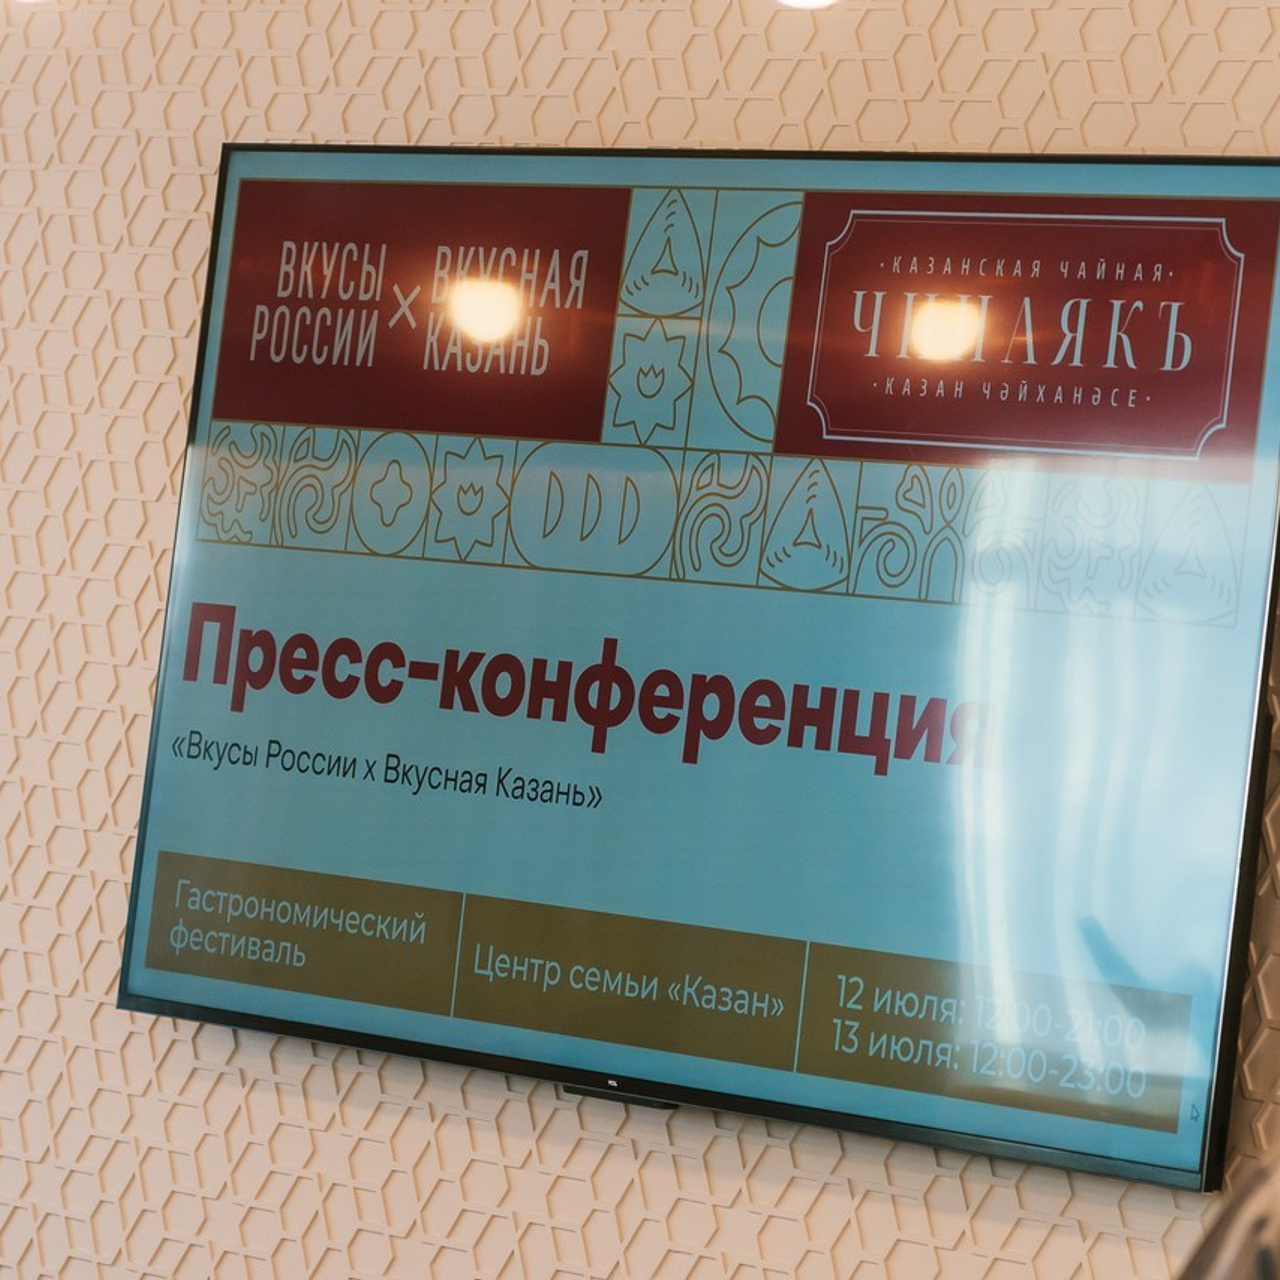 ВКУСЫ
РОССИИ
×
ВКУСНАЯ
КАЗАНЬ
·КАЗАНСКАЯ ЧАЙНАЯ·
·КАЗАН ЧӘЙХАНӘСЕ·
Пресс-конференция
«Вкусы России х Вкусная Казань»
Гастрономический
фестиваль
Центр семьи «Казан»
12 июля: 12:00-21:00
13 июля: 12:00-23:00